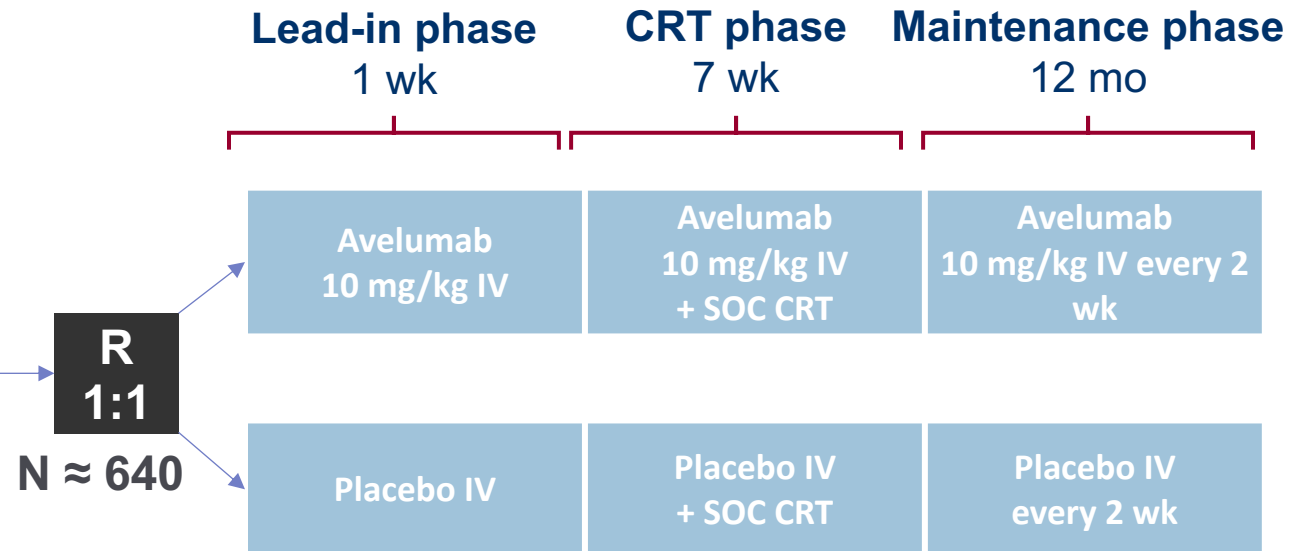 Lead-in phase
1 wk
CRT phase
7 wk
Maintenance phase
12 mo
Avelumab
10 mg/kg IV
Avelumab
10 mg/kg IV
+ SOC CRT
Avelumab
10 mg/kg IV every 2
wk
R
1:1
N ≈ 640
Placebo IV
Placebo IV
+ SOC CRT
Placebo IV
every 2 wk